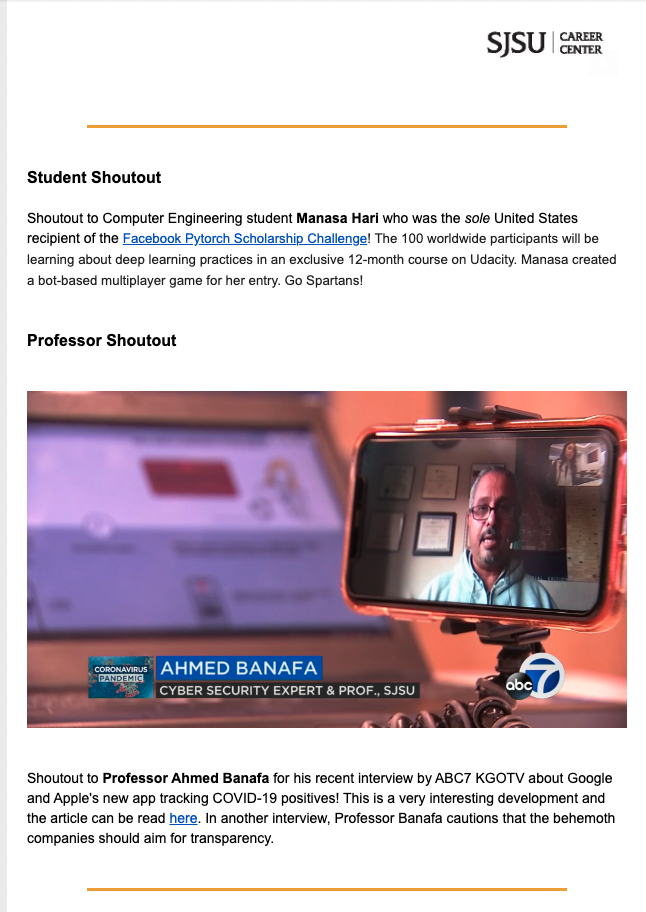 SJSU | CAREER
CENTER
Student Shoutout
Shoutout to Computer Engineering student Manasa Hari who was the sole United States
recipient of the Facebook Pytorch Scholarship Challenge! The 100 worldwide participants will be
learning about deep learning practices in an exclusive 12-month course on Udacity. Manasa created
a bot-based multiplayer game for her entry. Go Spartans!
Professor Shoutout
CORONAVIRUS
PANDEMIC
AHMED BANAFA
CYBER SECURITY EXPERT & PROF., SJSU
abc 7
Shoutout to Professor Ahmed Banafa for his recent interview by ABC7 KGOTV about Google
and Apple's new app tracking COVID-19 positives! This is a very interesting development and
the article can be read here. In another interview, Professor Banafa cautions that the behemoth
companies should aim for transparency.